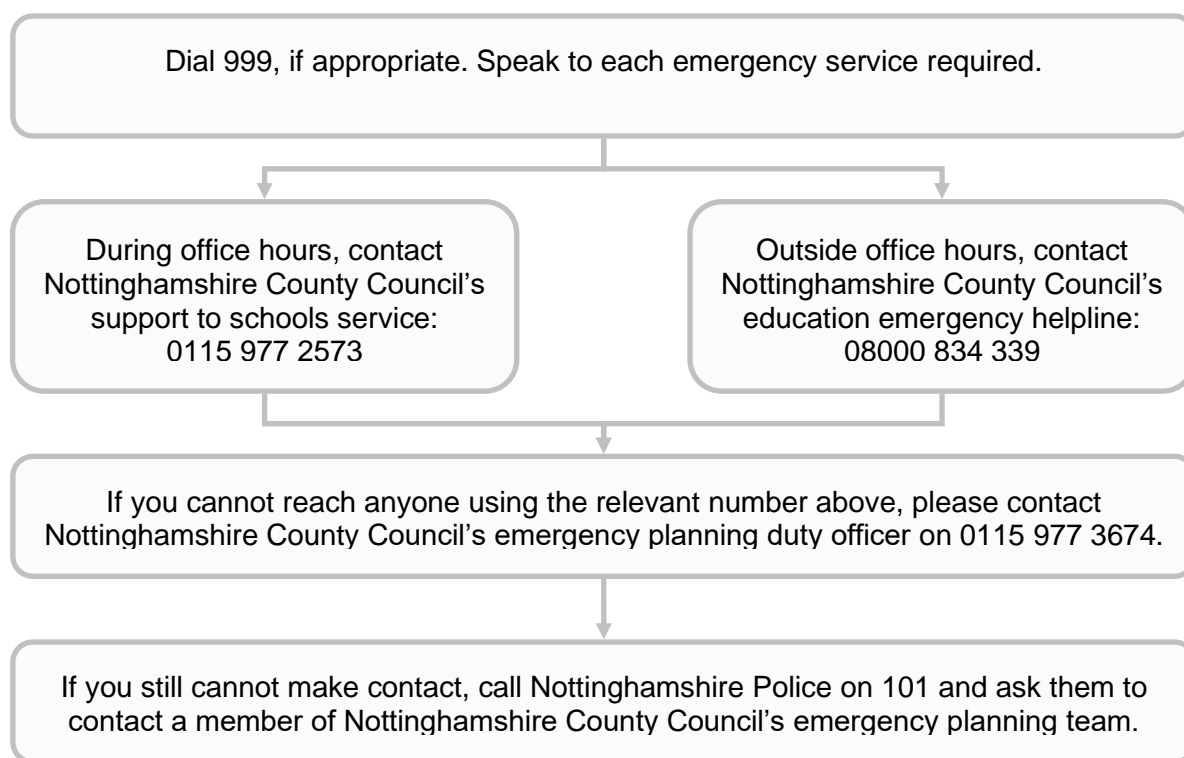 Dial 999, if appropriate. Speak to each emergency service required.
During office hours, contact
Nottinghamshire County Council’s
support to schools service:
0115 977 2573
Outside office hours, contact
Nottinghamshire County Council’s
education emergency helpline:
08000 834 339
If you cannot reach anyone using the relevant number above, please contact
Nottinghamshire County Council’s emergency planning duty officer on 0115 977 3674.
If you still cannot make contact, call Nottinghamshire Police on 101 and ask them to
contact a member of Nottinghamshire County Council’s emergency planning team.